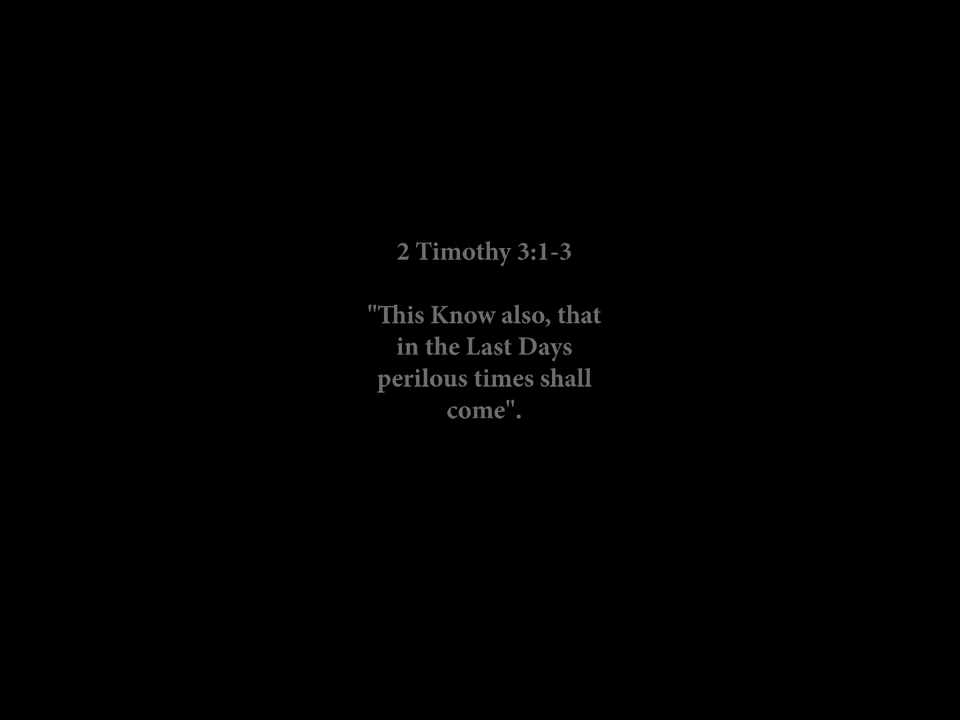 2 Timothy 3:1-3
"This Know also, that
in the Last Days
perilous times shall
come".